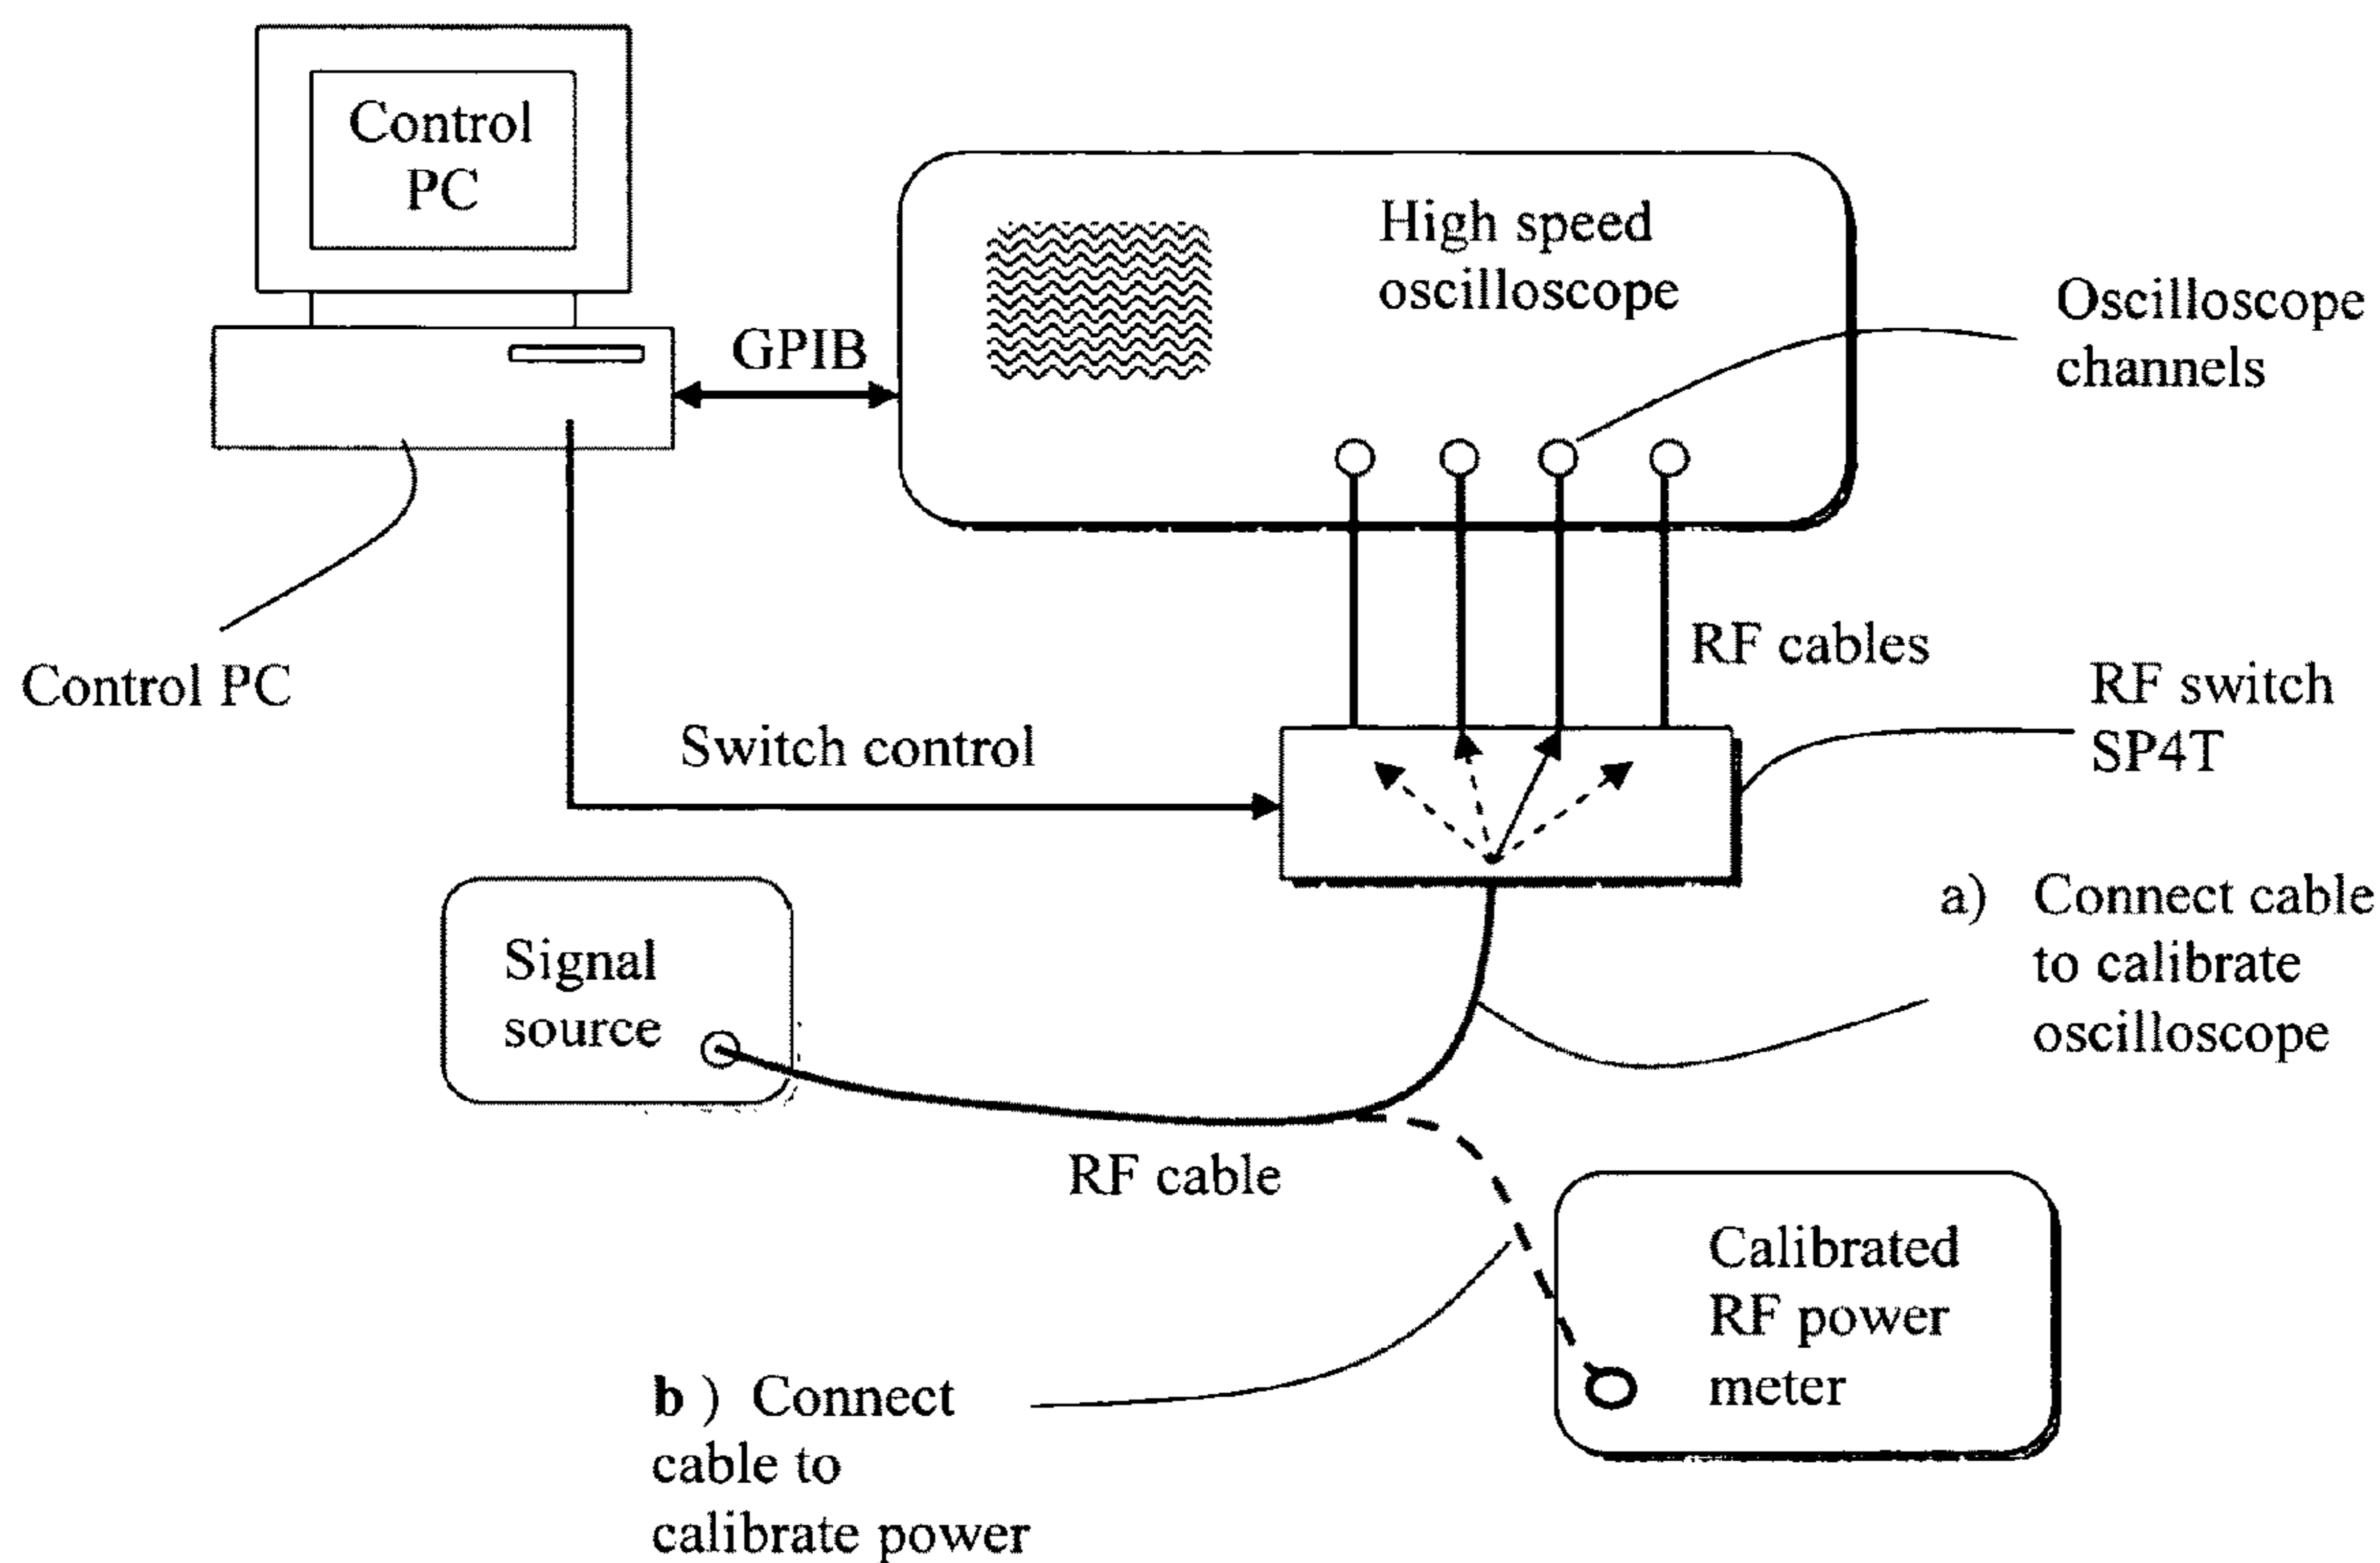 Control
PC
GPIB
High speed
oscilloscope
Oscilloscope
channels
Control PC
RF cables
RF switch
SP4T
Switch control
a) Connect cable
to calibrate
oscilloscope
Signal
source
RF cable
Calibrated
RF power
meter
b ) Connect
cable to
calibrate power